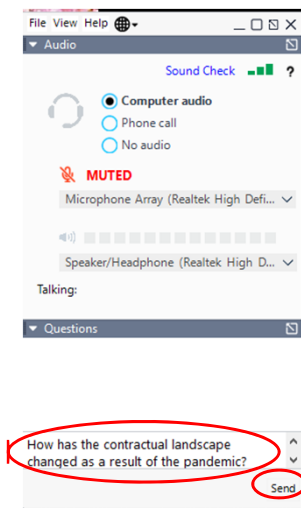 File View Help
Audio
Sound Check ?
Computer audio
Phone call
No audio
MUTED
Microphone Array (Realtek High Defi...
Speaker/Headphone (Realtek High D...
Talking:
Questions
How has the contractual landscape
changed as a result of the pandemic?
Send